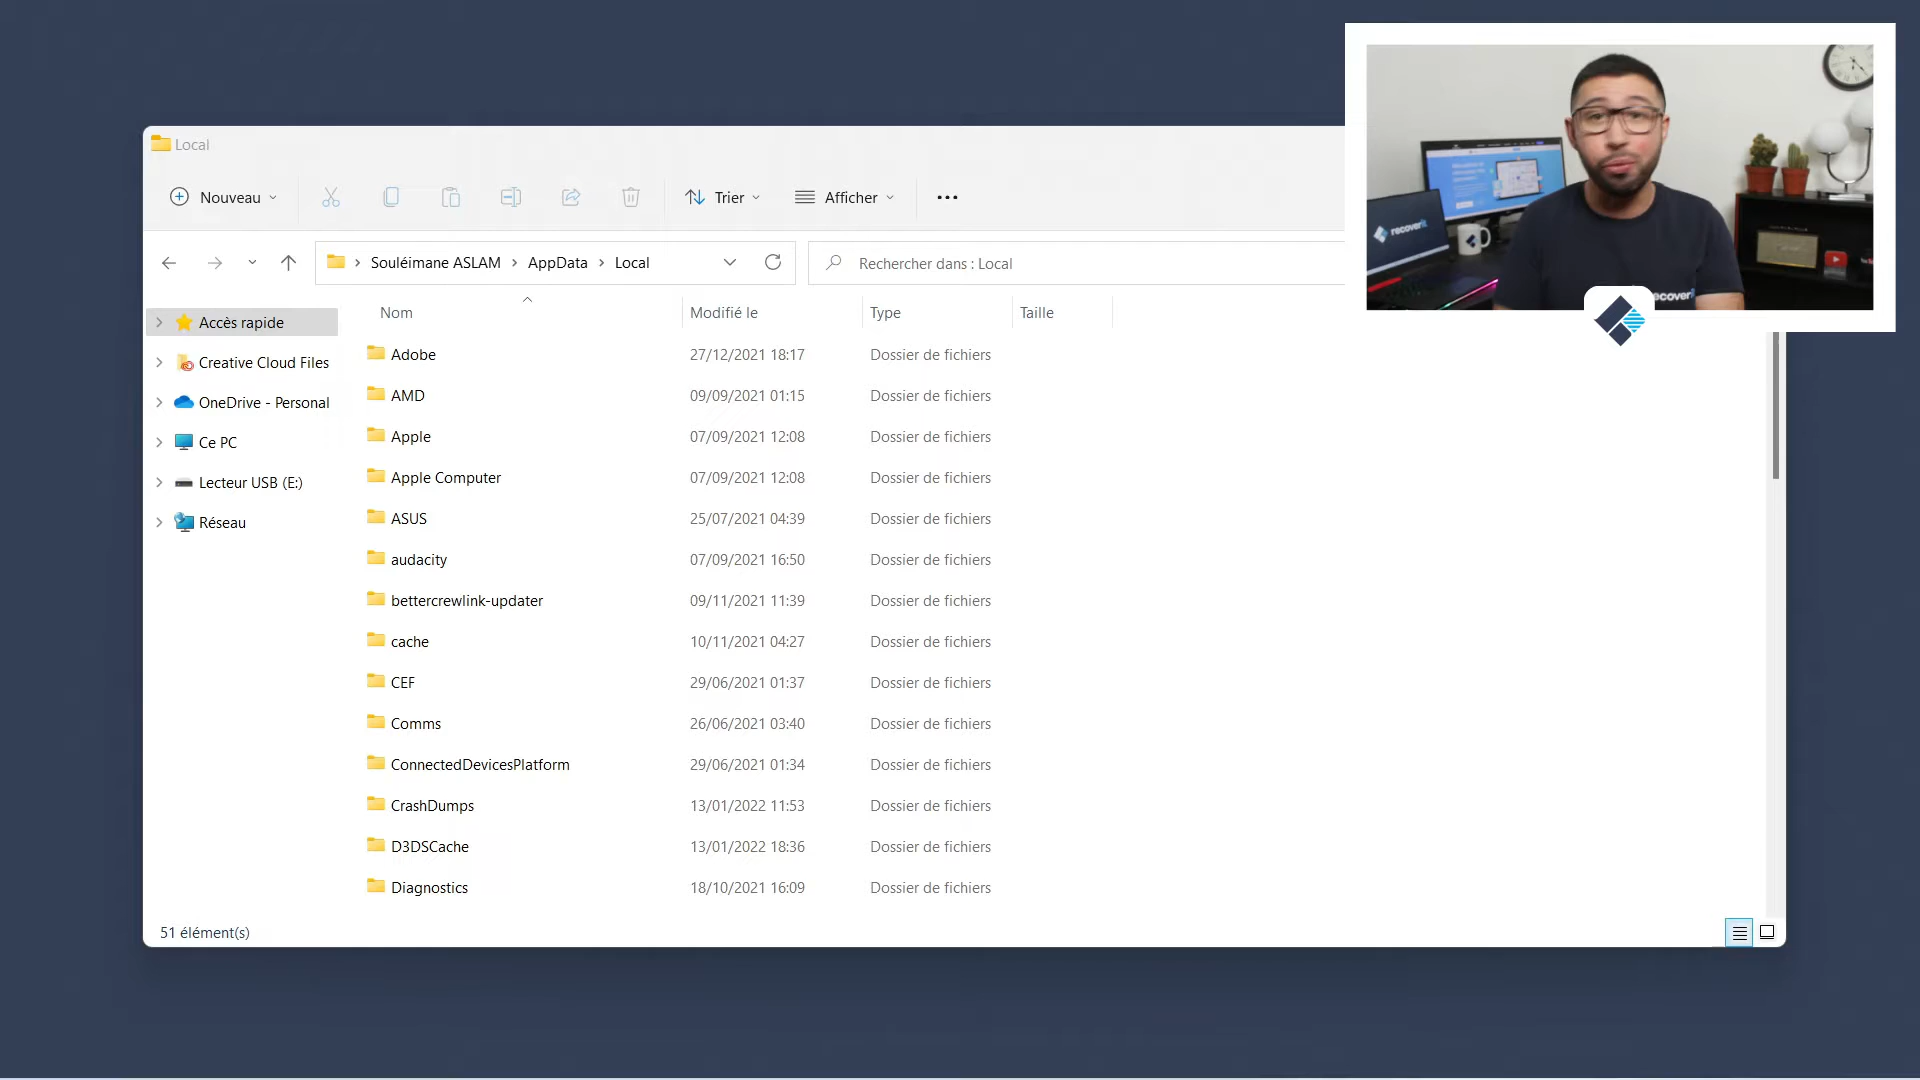 Local
Nouveau
Trier
Afficher
Souléimane ASLAM > AppData > Local
Rechercher dans : Local
recoverit
Nom
Modifié le
Type
Taille
Accès rapide
Creative Cloud Files
OneDrive - Personal
Ce PC
Lecteur USB (E:)
Réseau
Adobe 27/12/2021 18:17 Dossier de fichiers
AMD 09/09/2021 01:15 Dossier de fichiers
Apple 07/09/2021 12:08 Dossier de fichiers
Apple Computer 07/09/2021 12:08 Dossier de fichiers
ASUS 25/07/2021 04:39 Dossier de fichiers
audacity 07/09/2021 16:50 Dossier de fichiers
bettercrewlink-updater 09/11/2021 11:39 Dossier de fichiers
cache 10/11/2021 04:27 Dossier de fichiers
CEF 29/06/2021 01:37 Dossier de fichiers
Comms 26/06/2021 03:40 Dossier de fichiers
ConnectedDevicesPlatform 29/06/2021 01:34 Dossier de fichiers
CrashDumps 13/01/2022 11:53 Dossier de fichiers
D3DSCache 13/01/2022 18:36 Dossier de fichiers
Diagnostics 18/10/2021 16:09 Dossier de fichiers
51 élément(s)